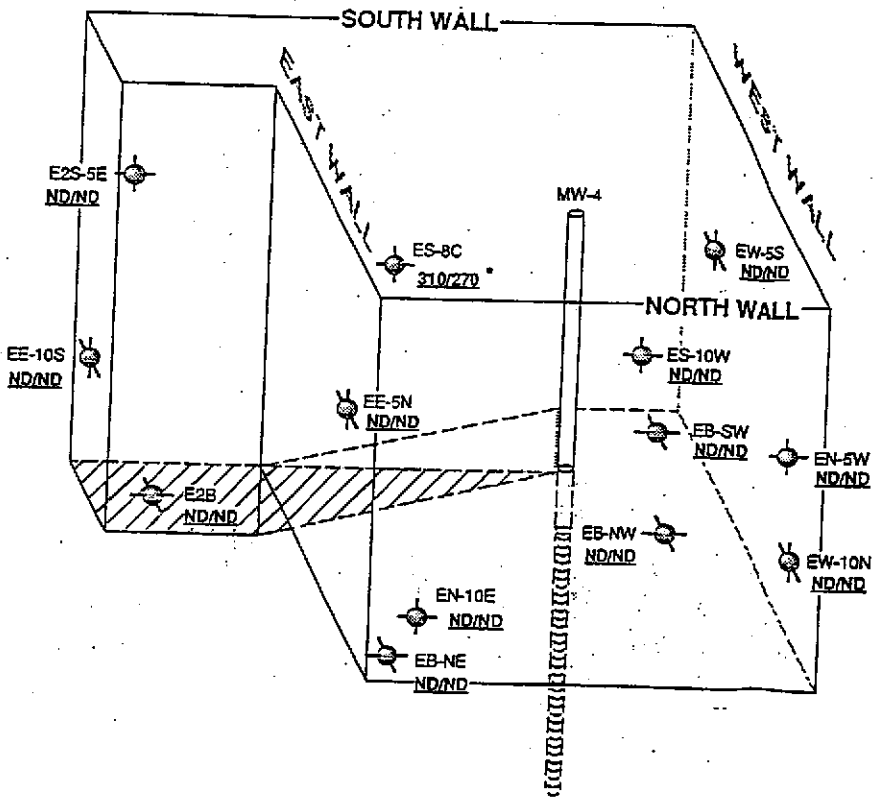 SOUTH WALL
EAST WALL
WEST WALL
E2S-5E
ND/ND
MW-4
ES-8C
310/270 *
EW-5S
ND/ND
NORTH WALL
EE-10S
ND/ND
ES-10W
ND/ND
EE-5N
ND/ND
EB-SW
ND/ND
EN-5W
ND/ND
E2B
ND/ND
EB-NW
ND/ND
EW-10N
ND/ND
EN-10E
ND/ND
EB-NE
ND/ND